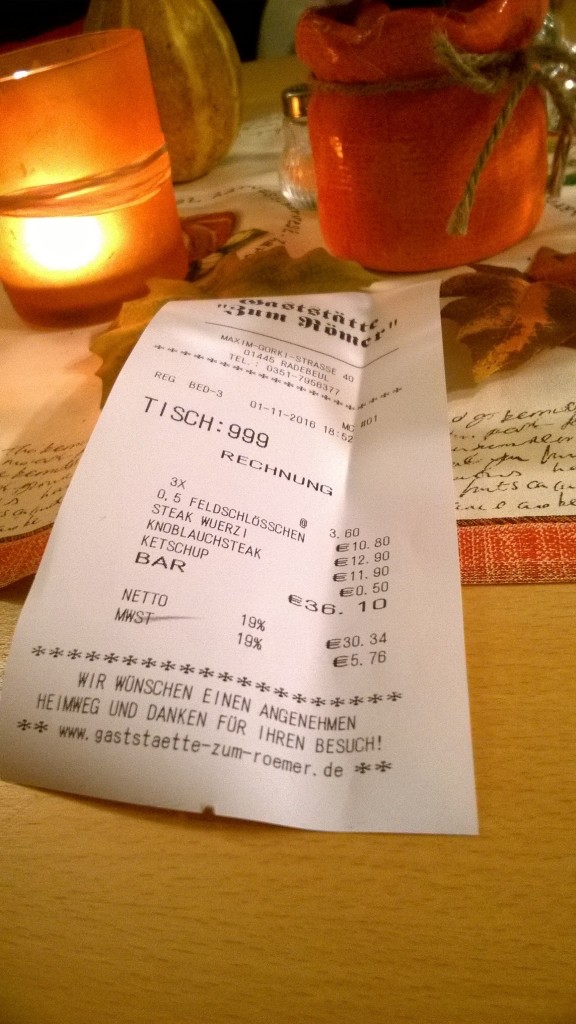 Gaststätte
"Zum Römer"
MAXIM-GORKI-STRASSE 40
01445 RADEBEUL
TEL.: 0351-7956377
********************************
REG BED-3 01-11-2016 18:52 MC #01
TISCH:999
RECHNUNG
3X @ 3.60
0,5 FELDSCHLÖSSCHEN €10.80
STEAK WUERZI €12.90
KNOBLAUCHSTEAK €11.90
KETCHUP €0.50
BAR €36.10
NETTO 19% €30.34
MWST 19% €5.76
********************************
WIR WÜNSCHEN EINEN ANGENEHMEN
HEIMWEG UND DANKEN FÜR IHREN BESUCH!
** www.gaststaette-zum-roemer.de **